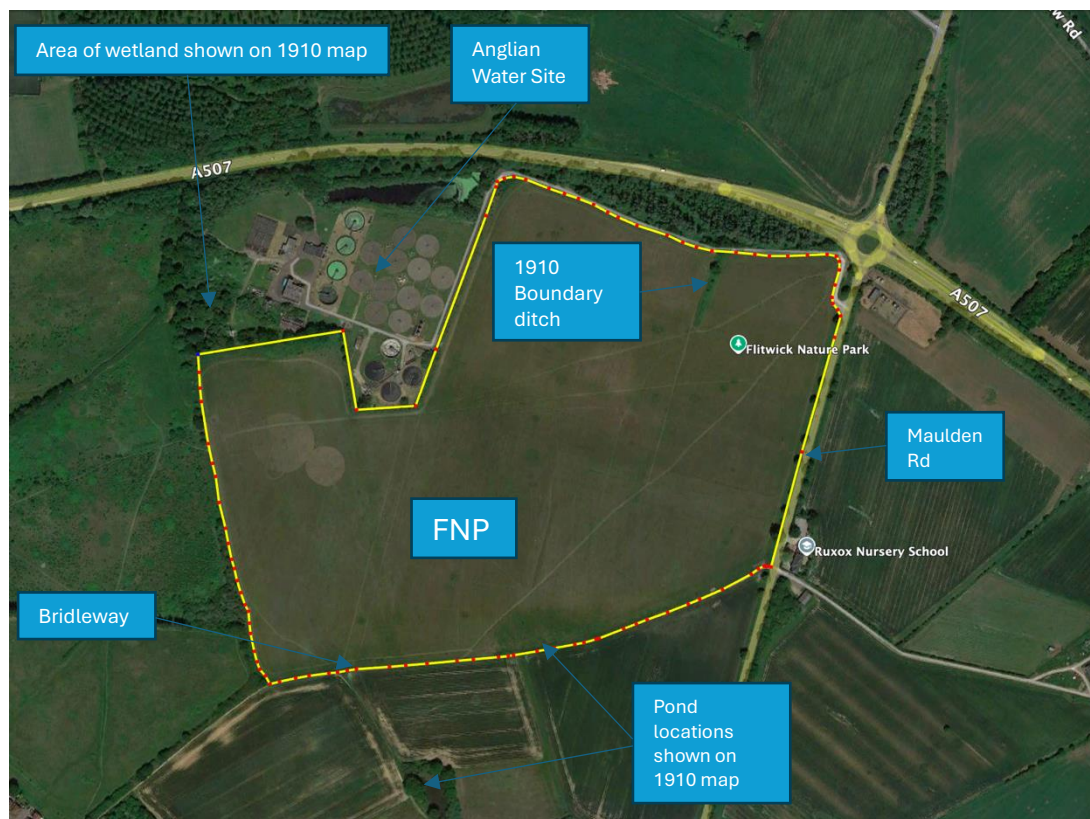 Area of wetland shown on 1910 map
Anglian
Water Site
A507
1910
Boundary
ditch
A507
Flitwick Nature Park
Maulden
Rd
FNP
Ruxox Nursery School
Bridleway
Pond
locations
shown on
1910 map